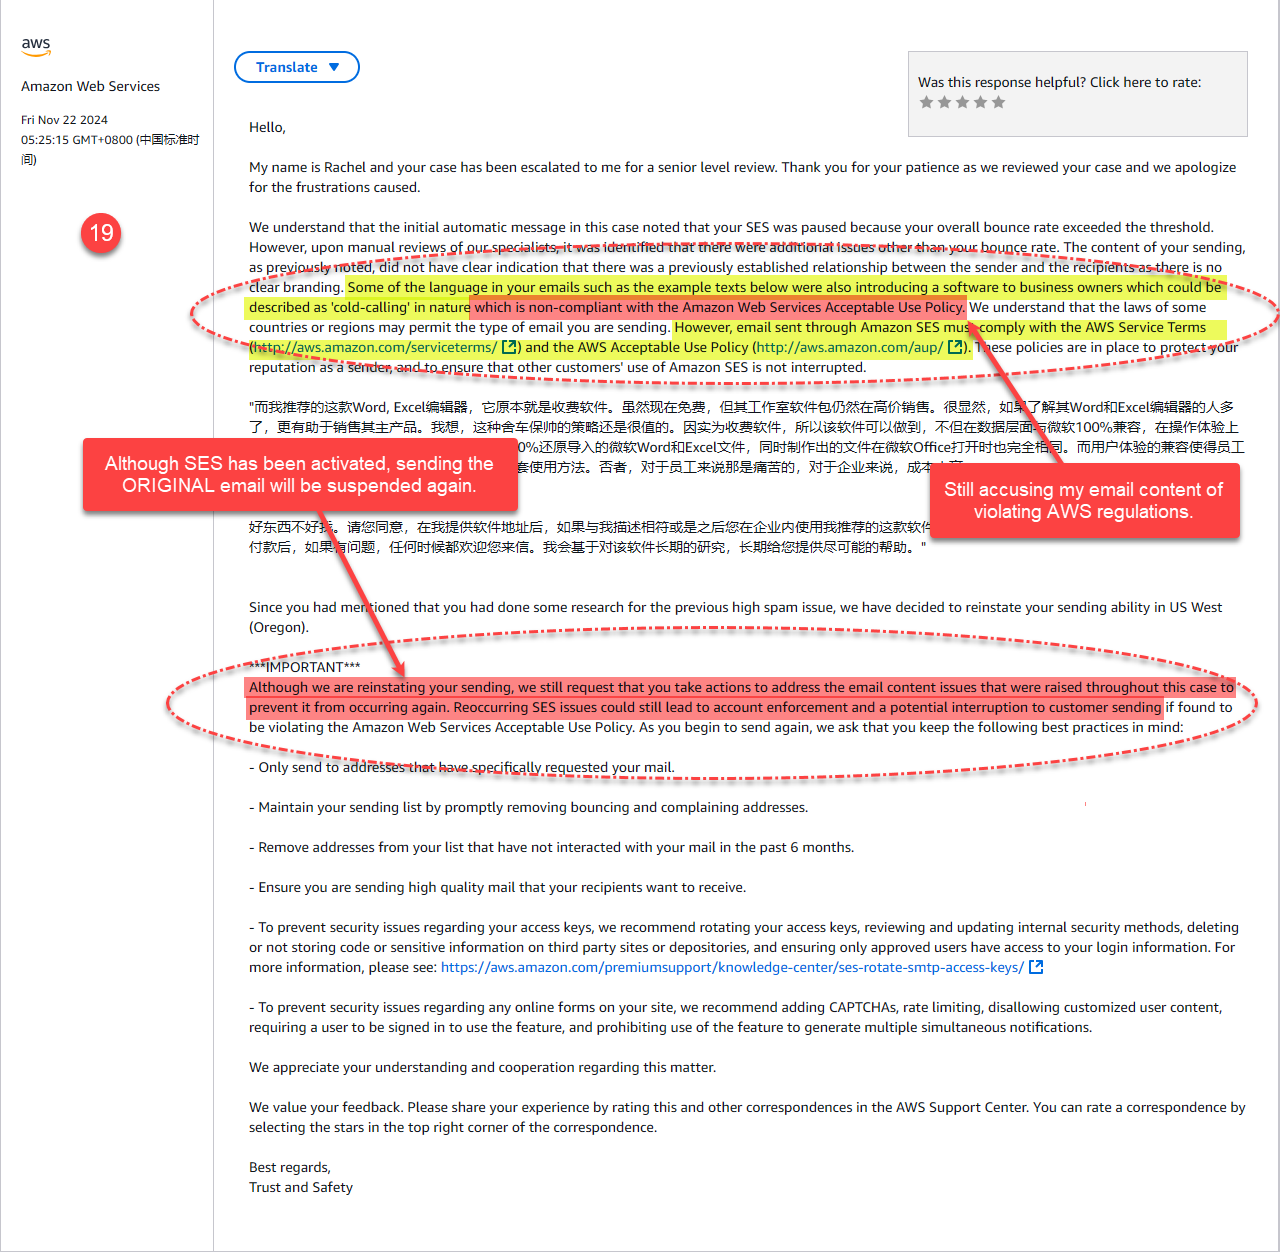 aws
Amazon Web Services
Fri Nov 22 2024
05:25:15 GMT+0800 (中国标准时
间)
19
Translate
Was this response helpful? Click here to rate:
Hello,
My name is Rachel and your case has been escalated to me for a senior level review. Thank you for your patience as we reviewed your case and we apologize
for the frustrations caused.
We understand that the initial automatic message in this case noted that your SES was paused because your overall bounce rate exceeded the threshold.
However, upon manual reviews of our specialists, it was identified that there were additional issues other than your bounce rate. The content of your sending,
as previously noted, did not have clear indication that there was a previously established relationship between the sender and the recipients as there is no
clear branding. Some of the language in your emails such as the example texts below were also introducing a software to business owners which could be
described as 'cold-calling' in nature which is non-compliant with the Amazon Web Services Acceptable Use Policy. We understand that the laws of some
countries or regions may permit the type of email you are sending. However, email sent through Amazon SES must comply with the AWS Service Terms
(http://aws.amazon.com/serviceterms/ ) and the AWS Acceptable Use Policy (http://aws.amazon.com/aup/ ). These policies are in place to protect your
reputation as a sender, and to ensure that other customers' use of Amazon SES is not interrupted.
"而我推荐的这款Word, Excel编辑器，它原本就是收费软件。虽然现在免费，但其工作室软件包仍然在高价销售。很显然，如果了解其Word和Excel编辑器的人多
了，更有助于销售其主产品。我想，这种舍车保帅的策略还是很值的。因实为收费软件，所以该软件可以做到，不但在数据层面与微软100%兼容，在操作体验上
0%还原导入的微软Word和Excel文件，同时制作出的文件在微软Office打开时也完全相同。而用户体验的兼容使得员工
套使用方法。否者，对于员工来说那是痛苦的，对于企业来说，成本
Although SES has been activated, sending the
ORIGINAL email will be suspended again.
Still accusing my email content of
violating AWS regulations.
好东西不好找。请您同意，在我提供软件地址后，如果与我描述相符或是之后您在企业内使用我推荐的这款软件
付款后，如果有问题，任何时候都欢迎您来信。我会基于对该软件长期的研究，长期给您提供尽可能的帮助。"
Since you had mentioned that you had done some research for the previous high spam issue, we have decided to reinstate your sending ability in US West
(Oregon).
***IMPORTANT***
Although we are reinstating your sending, we still request that you take actions to address the email content issues that were raised throughout this case to
prevent it from occurring again. Reoccurring SES issues could still lead to account enforcement and a potential interruption to customer sending if found to
be violating the Amazon Web Services Acceptable Use Policy. As you begin to send again, we ask that you keep the following best practices in mind:
- Only send to addresses that have specifically requested your mail.
- Maintain your sending list by promptly removing bouncing and complaining addresses.
- Remove addresses from your list that have not interacted with your mail in the past 6 months.
- Ensure you are sending high quality mail that your recipients want to receive.
- To prevent security issues regarding your access keys, we recommend rotating your access keys, reviewing and updating internal security methods, deleting
or not storing code or sensitive information on third party sites or depositories, and ensuring only approved users have access to your login information. For
more information, please see: https://aws.amazon.com/premiumsupport/knowledge-center/ses-rotate-smtp-access-keys/
- To prevent security issues regarding any online forms on your site, we recommend adding CAPTCHAs, rate limiting, disallowing customized user content,
requiring a user to be signed in to use the feature, and prohibiting use of the feature to generate multiple simultaneous notifications.
We appreciate your understanding and cooperation regarding this matter.
We value your feedback. Please share your experience by rating this and other correspondences in the AWS Support Center. You can rate a correspondence by
selecting the stars in the top right corner of the correspondence.
Best regards,
Trust and Safety